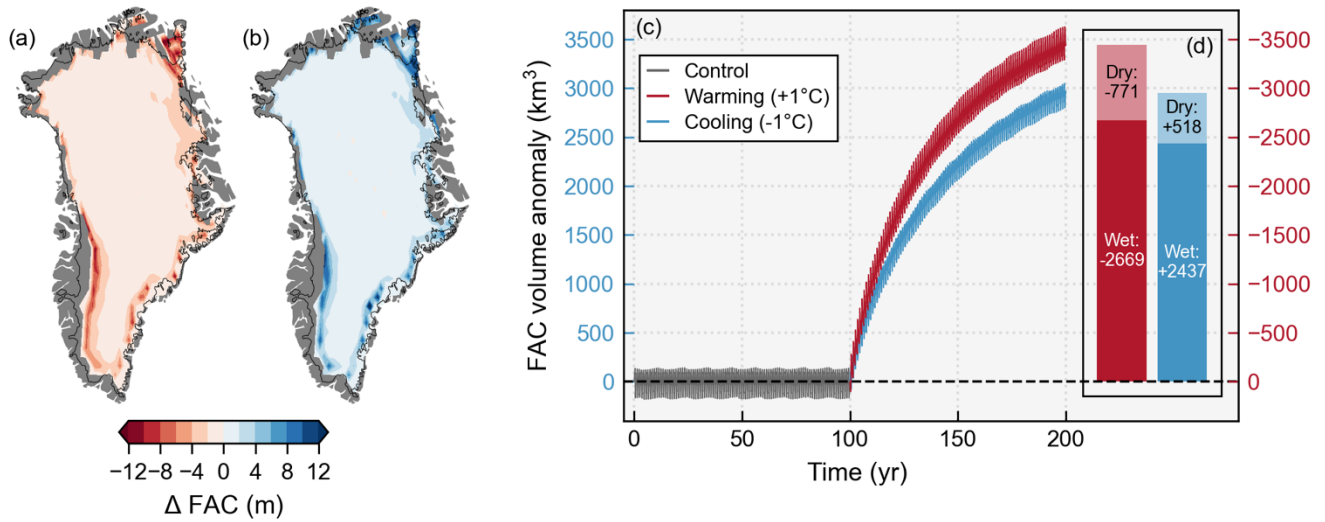 (a)
(b)
−12 −8 −4 0 4 8 12
Δ FAC (m)
FAC volume anomaly (km³)
3500
3000
2500
2000
1500
1000
500
0
(c)
Control
Warming (+1°C)
Cooling (-1°C)
0 50 100 150 200
Time (yr)
(d)
Dry:
-771
Dry:
+518
Wet:
-2669
Wet:
+2437
−3500
−3000
−2500
−2000
−1500
−1000
−500
0